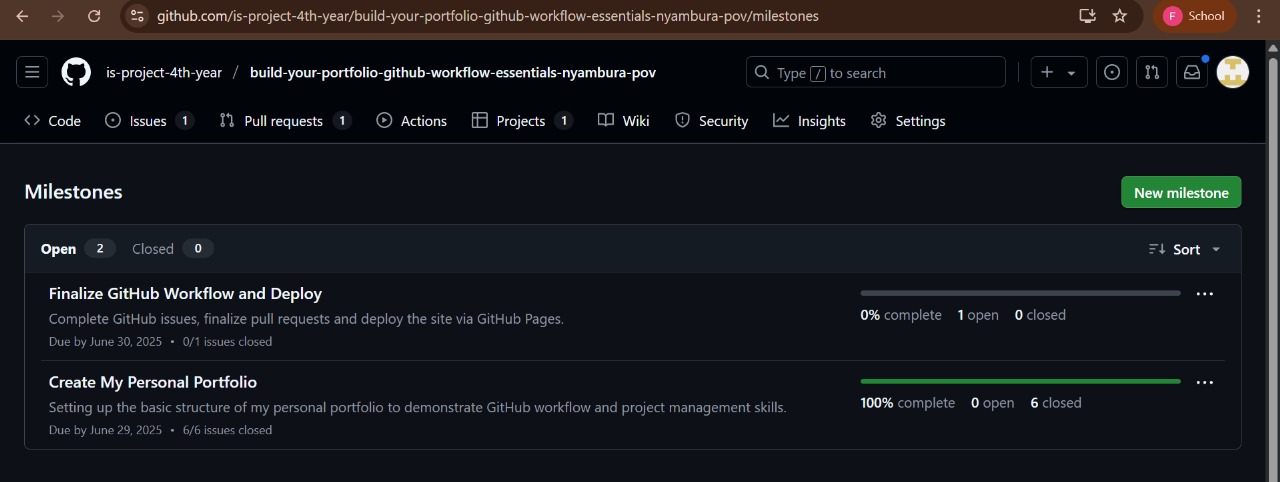 github.com/is-project-4th-year/build-your-portfolio-github-workflow-essentials-nyambura-pov/milestones
F School
is-project-4th-year / build-your-portfolio-github-workflow-essentials-nyambura-pov
Type / to search
Code Issues 1 Pull requests 1 Actions Projects 1 Wiki Security Insights Settings
Milestones
New milestone
Open 2 Closed 0
Sort
Finalize GitHub Workflow and Deploy
Complete GitHub issues, finalize pull requests and deploy the site via GitHub Pages.
Due by June 30, 2025 • 0/1 issues closed
0% complete 1 open 0 closed
Create My Personal Portfolio
Setting up the basic structure of my personal portfolio to demonstrate GitHub workflow and project management skills.
Due by June 29, 2025 • 6/6 issues closed
100% complete 0 open 6 closed